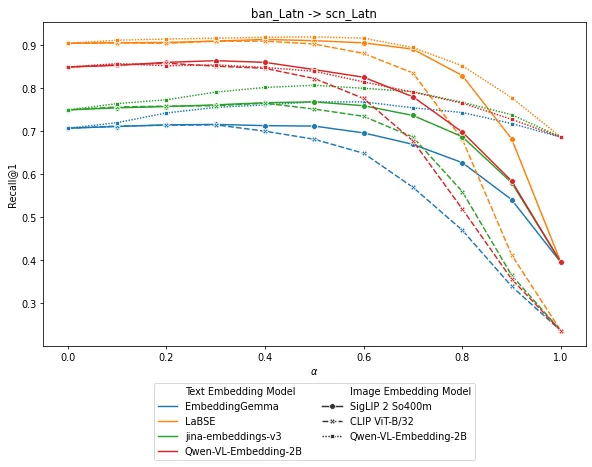 ban_Latn -> scn_Latn
Recall@1
0.9
0.8
0.7
0.6
0.5
0.4
0.3
0.0
0.2
0.4
0.6
0.8
1.0
α
Text Embedding Model
EmbeddingGemma
LaBSE
jina-embeddings-v3
Qwen-VL-Embedding-2B
Image Embedding Model
SigLIP 2 So400m
CLIP ViT-B/32
Qwen-VL-Embedding-2B